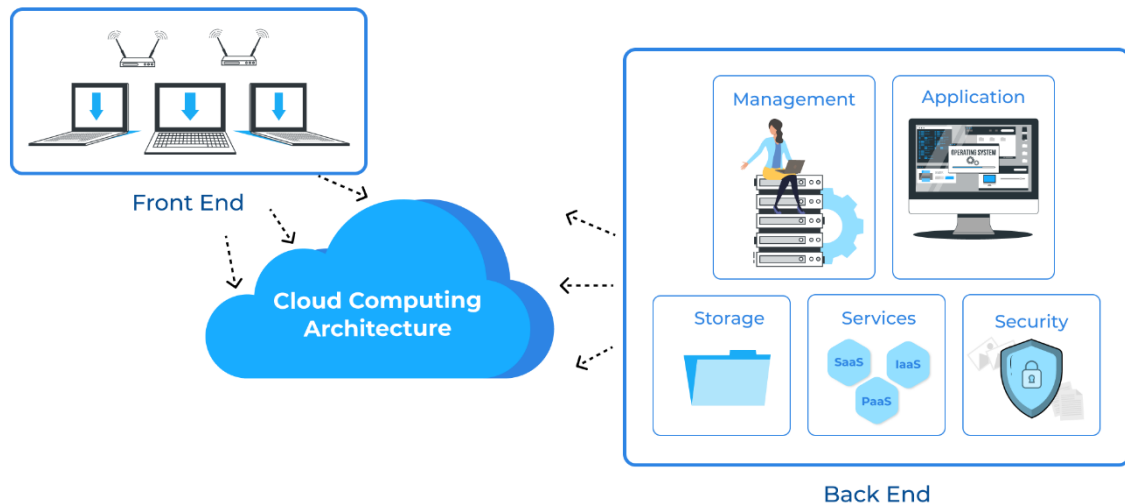 Management
Application
OPERATING SYSTEM
Front End
Cloud Computing
Architecture
Storage
Services
Security
SaaS
IaaS
PaaS
Back End